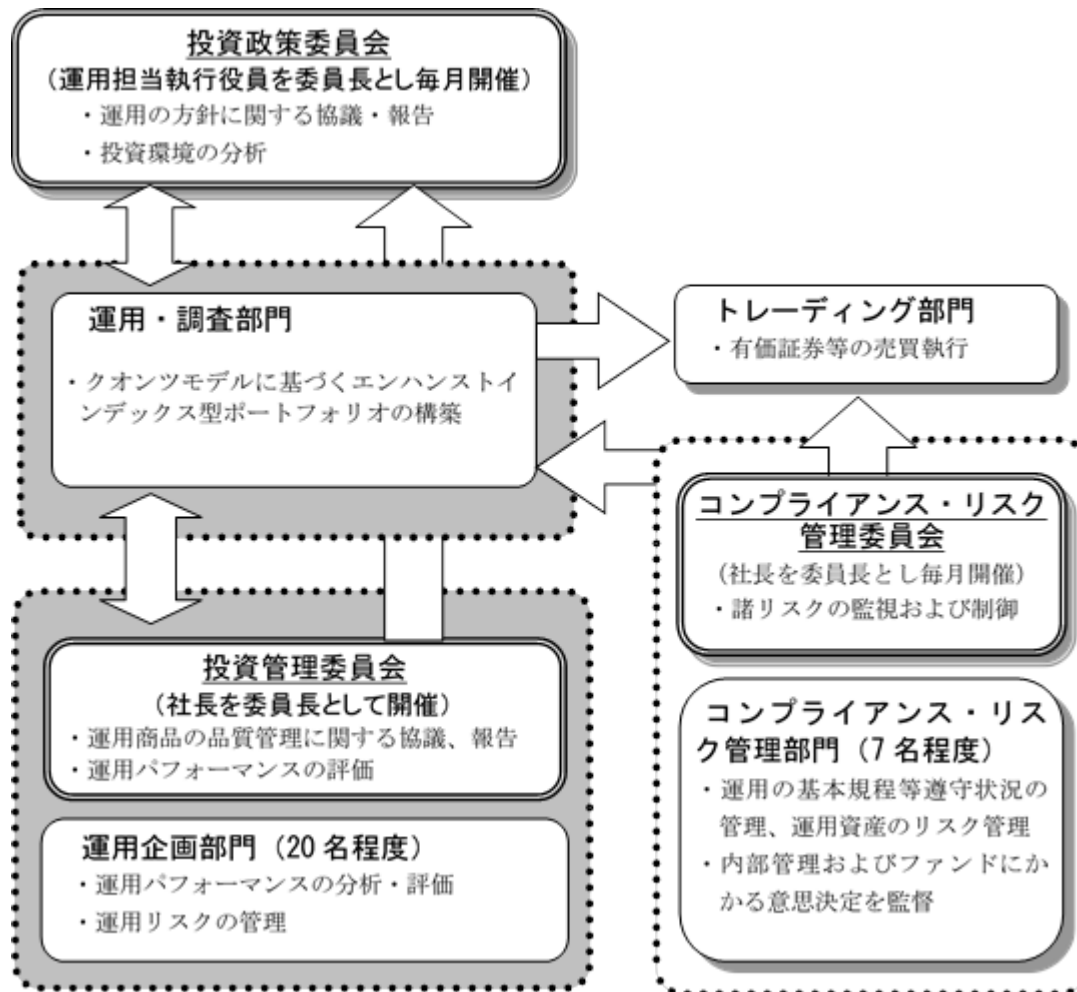 投資政策委員会
(運用担当執行役員を委員長とし毎月開催)
・運用の方針に関する協議・報告
・投資環境の分析
運用・調査部門
・クオンツモデルに基づくエンハンストイ
ンデックス型ポートフォリオの構築
トレーディング部門
・有価証券等の売買執行
投資管理委員会
(社長を委員長として開催)
・運用商品の品質管理に関する協議、報告
・運用パフォーマンスの評価
運用企画部門(20名程度)
・運用パフォーマンスの分析・評価
・運用リスクの管理
コンプライアンス・リスク
管理委員会
(社長を委員長とし毎月開催)
・諸リスクの監視および制御
コンプライアンス・リス
ク管理部門(7名程度)
・運用の基本規程等遵守状況の
管理、運用資産のリスク管理
・内部管理およびファンドにか
かる意思決定を監督